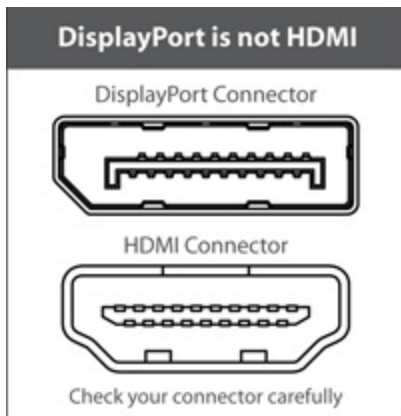 DisplayPort is not HDMI
DisplayPort Connector
HDMI Connector
Check your connector carefully